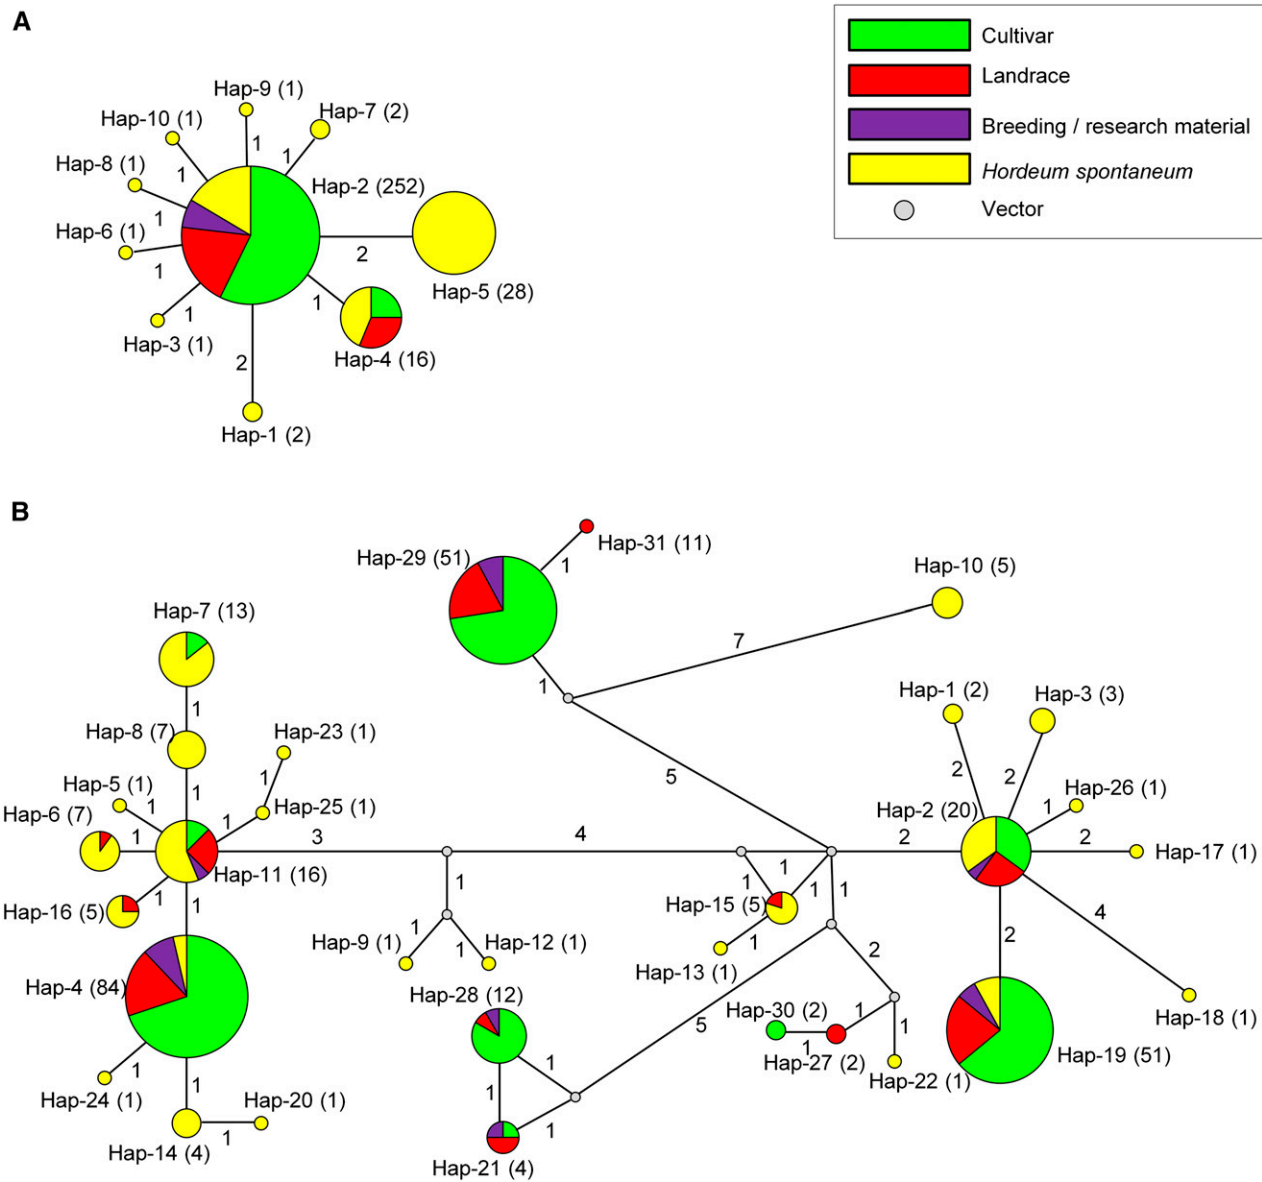 A
Cultivar
Landrace
Breeding / research material
Hordeum spontaneum
Vector
Hap-9 (1)
Hap-7 (2)
Hap-10 (1)
1
1
Hap-8 (1)
1
Hap-2 (252)
1
Hap-6 (1)
2
1
Hap-5 (28)
1
1
Hap-3 (1)
Hap-4 (16)
2
Hap-1 (2)
B
Hap-31 (11)
Hap-29 (51)
1
Hap-10 (5)
Hap-7 (13)
7
1
Hap-1 (2)
Hap-3 (3)
1
Hap-8 (7)
Hap-23 (1)
5
2
2
Hap-5 (1)
1
Hap-26 (1)
1
1
Hap-25 (1)
Hap-2 (20)
1
Hap-6 (7)
1
1
3
4
2
2
Hap-17 (1)
Hap-11 (16)
1
1
1
1
1
1
Hap-16 (5)
1
Hap-15 (5)
4
2
Hap-9 (1)
1
1
Hap-12 (1)
1
2
Hap-13 (1)
Hap-4 (84)
Hap-28 (12)
Hap-18 (1)
Hap-30 (2)
1
5
1
1
Hap-27 (2)
Hap-19 (51)
1
1
Hap-22 (1)
1
1
Hap-24 (1)
Hap-20 (1)
1
1
Hap-14 (4)
Hap-21 (4)